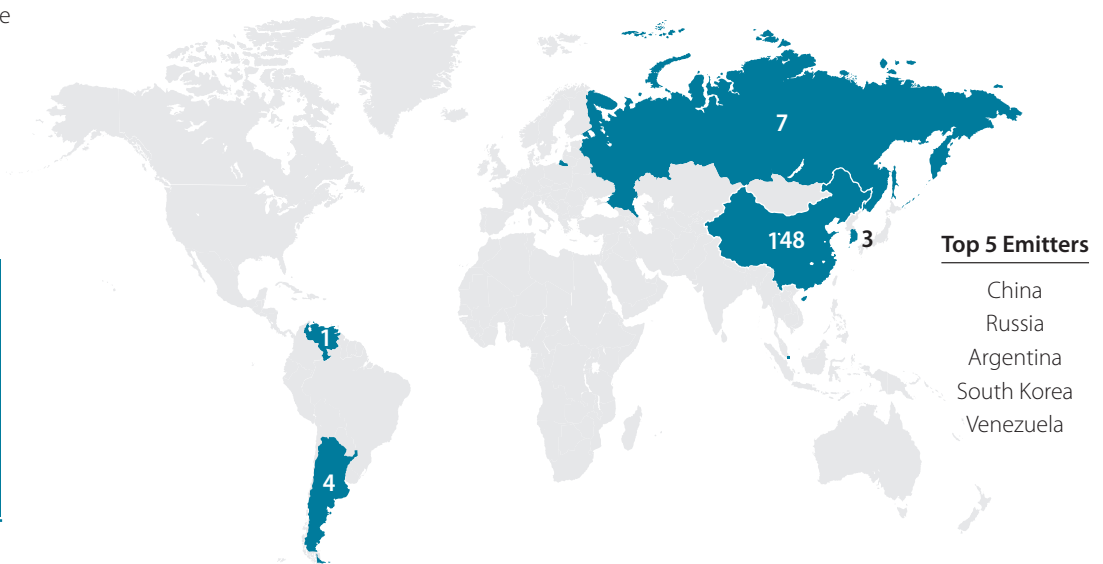 e
7
148
3
1
4
Top 5 Emitters
China
Russia
Argentina
South Korea
Venezuela